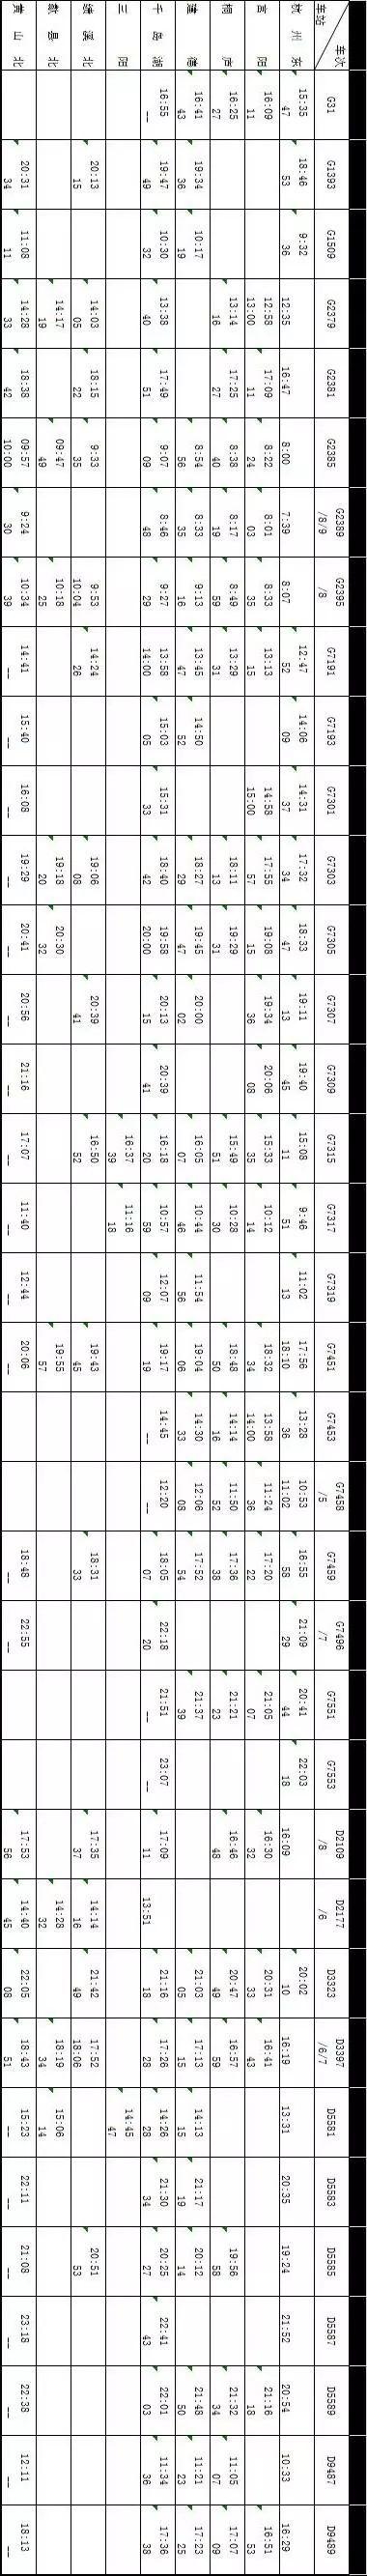 车次
车站
G31 G1393 G1509 G2379 G2381 G2385 G2389 G2395 G7191 G7193 G7301 G7303 G7305 G7307 G7309 G7315 G7317 G7319 G7451 G7453 G7458 G7459 G7496 G7551 G7553 D2109 D2177 D3323 D3397 D5581 D5583 D5585 D5587 D5589 D9487 D9489
/8/9 /8 /5 /7 /8 /6 /6/7
杭州东 15:35 18:46 9:32 12:47 14:06 14:31 17:32 18:33 19:11 19:40 15:08 9:46 11:02 17:56 13:28 10:53 16:55 21:09 20:41 22:03 20:02
47 53 36 12:35 16:47 8:00 7:39 8:07 52 09 37 34 47 13 45 11 51 13 18:10 36 11:02 58 29 44 18 16:09 10 16:19 13:31 20:35 19:24 21:52 20:54 10:33 16:29
富阳 16:09 12:58 17:09 8:22 8:01 8:33 13:13 14:58 17:55 19:08 19:34 20:06 15:33 10:12 18:32 13:58 11:24 17:20 21:05 16:30 20:31 16:41 21:16 16:51
11 13:00 11 24 03 35 15 15:00 57 15 36 08 35 14 34 14:00 36 22 07 32 33 43 18 53
桐庐 16:25 13:14 17:25 8:38 8:17 8:49 13:29 18:11 19:29 15:49 10:28 18:48 14:14 11:50 17:36 21:21 16:46 20:47 16:57 19:56 21:32 11:05 17:07
27 16 27 40 19 59 31 13 31 51 30 50 16 52 38 23 48 49 59 58 34 07 09
建德 16:41 19:34 10:17 8:54 8:33 9:13 13:45 14:50 18:27 19:45 20:00 16:05 10:44 11:54 19:04 14:30 12:06 17:52 21:37 21:03 17:13 14:13 21:17 20:12 21:48 11:21 17:23
43 36 19 56 35 16 47 52 29 47 02 07 46 56 06 33 08 54 39 05 15 15 19 14 50 23 25
千岛湖 16:55 19:47 10:30 13:38 17:49 9:07 8:46 9:27 13:58 15:03 15:31 18:40 19:58 20:13 20:39 16:18 10:57 12:07 19:17 14:45 12:20 18:05 22:18 21:51 23:07 17:09 21:16 17:26 14:26 21:30 20:25 22:41 22:01 11:34 17:36
-- 49 32 40 51 09 48 29 14:00 05 33 42 20:00 15 41 20 59 09 19 -- -- 07 20 -- -- 11 13:51 18 28 28 34 27 43 03 36 38
三阳 16:37 11:16 14:45
39 18 47
绩溪北 20:13 14:03 18:15 9:33 9:53 14:24 19:06 20:39 16:50 19:43 18:31 17:35 14:14 21:42 17:52 20:51
15 05 22 35 10:04 26 08 41 52 45 33 37 16 49 18:06 53
歙县北 14:17 09:47 10:18 19:18 20:30 19:55 14:28 18:19 15:06
19 49 25 20 32 57 32 34 14
黄山北 20:31 11:08 14:28 18:38 09:57 9:24 10:34 14:41 15:40 16:08 19:29 20:41 20:56 21:16 17:07 11:40 12:44 20:06 18:48 22:55 17:53 14:40 22:05 18:43 15:23 22:11 21:08 23:18 22:38 12:11 18:13
34 11 33 42 10:00 30 39 -- -- -- -- -- -- -- -- -- -- -- -- -- 56 45 08 51 -- -- -- -- -- -- --